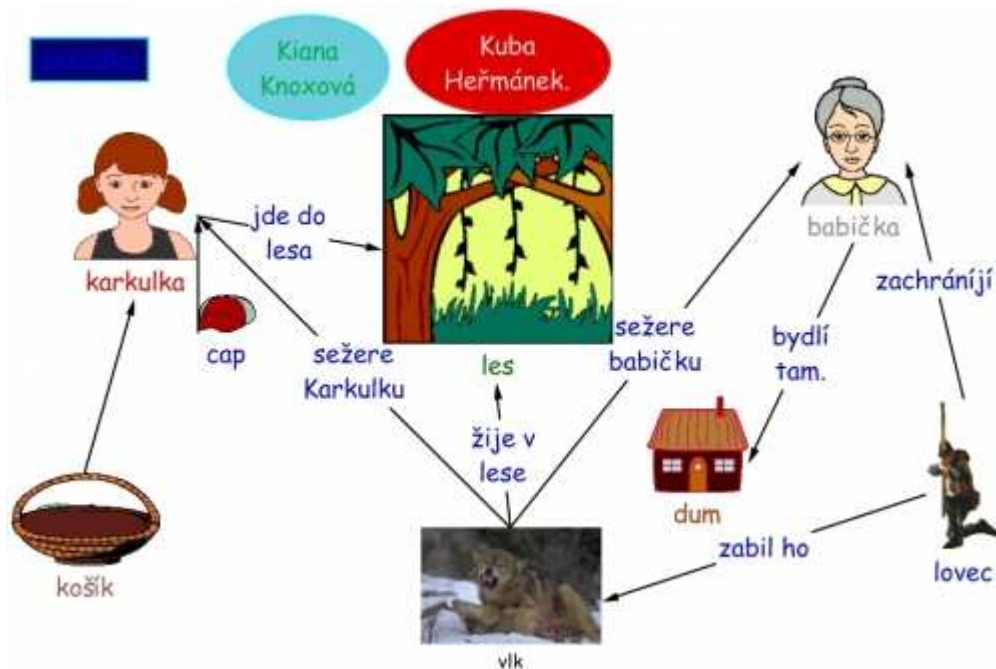 Kiana
Knoxová
Kuba
Heřmánek.
karkulka
jde do
lesa
babička
zachráníjí
cap
sežere
Karkulku
les
sežere
babičku
bydlí
tam.
žije v
lese
košík
dum
zabil ho
lovec
vlk